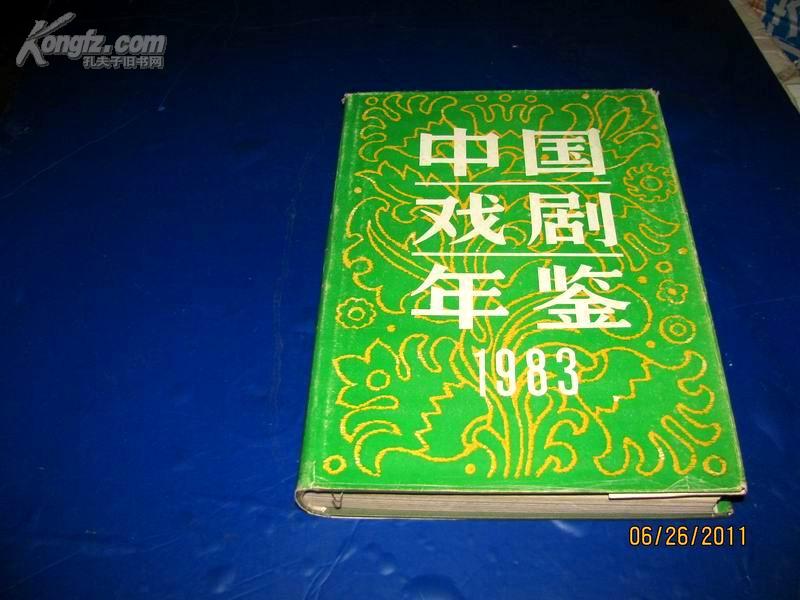 Kongfz.com
孔夫子旧书网
中国
戏剧
年鉴
1983
06/26/2011